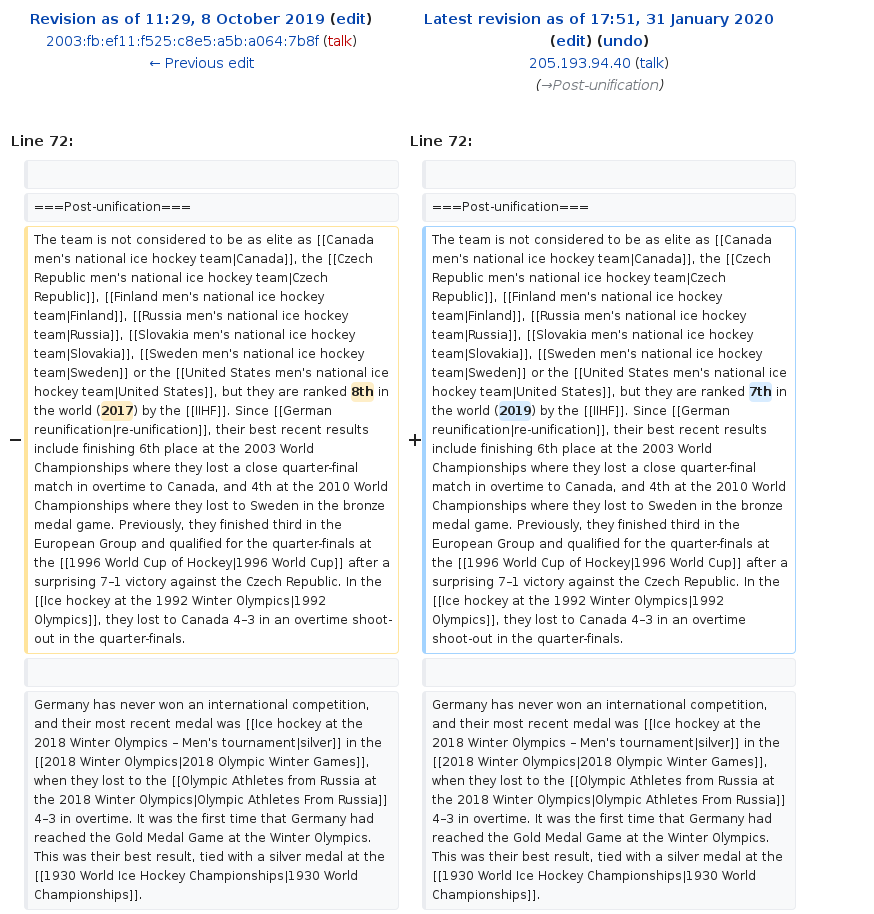 Revision as of 11:29, 8 October 2019 (edit)
2003:fb:ef11:f525:c8e5:a5b:a064:7b8f (talk)
← Previous edit
Latest revision as of 17:51, 31 January 2020
(edit) (undo)
205.193.94.40 (talk)
(→Post-unification)
Line 72:
Line 72:
===Post-unification===
===Post-unification===
−
The team is not considered to be as elite as [[Canada
men's national ice hockey team|Canada]], the [[Czech
Republic men's national ice hockey team|Czech
Republic]], [[Finland men's national ice hockey
team|Finland]], [[Russia men's national ice hockey
team|Russia]], [[Slovakia men's national ice hockey
team|Slovakia]], [[Sweden men's national ice hockey
team|Sweden]] or the [[United States men's national ice
hockey team|United States]], but they are ranked 8th in
the world (2017) by the [[IIHF]]. Since [[German
reunification|re-unification]], their best recent results
include finishing 6th place at the 2003 World
Championships where they lost a close quarter-final
match in overtime to Canada, and 4th at the 2010 World
Championships where they lost to Sweden in the bronze
medal game. Previously, they finished third in the
European Group and qualified for the quarter-finals at
the [[1996 World Cup of Hockey|1996 World Cup]] after a
surprising 7–1 victory against the Czech Republic. In the
[[Ice hockey at the 1992 Winter Olympics|1992
Olympics]], they lost to Canada 4–3 in an overtime shoot-
out in the quarter-finals.
+
The team is not considered to be as elite as [[Canada
men's national ice hockey team|Canada]], the [[Czech
Republic men's national ice hockey team|Czech
Republic]], [[Finland men's national ice hockey
team|Finland]], [[Russia men's national ice hockey
team|Russia]], [[Slovakia men's national ice hockey
team|Slovakia]], [[Sweden men's national ice hockey
team|Sweden]] or the [[United States men's national ice
hockey team|United States]], but they are ranked 7th in
the world (2019) by the [[IIHF]]. Since [[German
reunification|re-unification]], their best recent results
include finishing 6th place at the 2003 World
Championships where they lost a close quarter-final
match in overtime to Canada, and 4th at the 2010 World
Championships where they lost to Sweden in the bronze
medal game. Previously, they finished third in the
European Group and qualified for the quarter-finals at
the [[1996 World Cup of Hockey|1996 World Cup]] after a
surprising 7–1 victory against the Czech Republic. In the
[[Ice hockey at the 1992 Winter Olympics|1992
Olympics]], they lost to Canada 4–3 in an overtime
shoot-out in the quarter-finals.
Germany has never won an international competition,
and their most recent medal was [[Ice hockey at the
2018 Winter Olympics – Men's tournament|silver]] in the
[[2018 Winter Olympics|2018 Olympic Winter Games]],
when they lost to the [[Olympic Athletes from Russia at
the 2018 Winter Olympics|Olympic Athletes From Russia]]
4–3 in overtime. It was the first time that Germany had
reached the Gold Medal Game at the Winter Olympics.
This was their best result, tied with a silver medal at the
[[1930 World Ice Hockey Championships|1930 World
Championships]].
Germany has never won an international competition,
and their most recent medal was [[Ice hockey at the
2018 Winter Olympics – Men's tournament|silver]] in the
[[2018 Winter Olympics|2018 Olympic Winter Games]],
when they lost to the [[Olympic Athletes from Russia at
the 2018 Winter Olympics|Olympic Athletes From Russia]]
4–3 in overtime. It was the first time that Germany had
reached the Gold Medal Game at the Winter Olympics.
This was their best result, tied with a silver medal at the
[[1930 World Ice Hockey Championships|1930 World
Championships]].